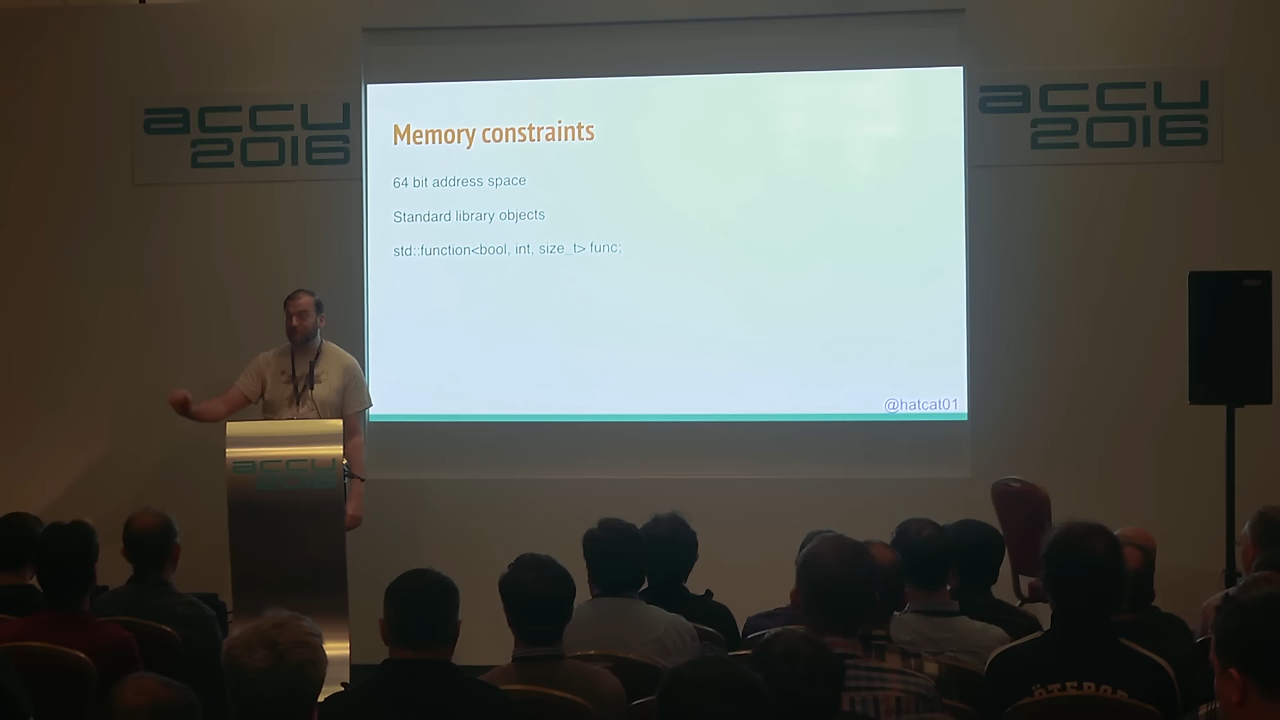 accu
2016
accu
2016
Memory constraints
64 bit address space
Standard library objects
std::function<bool, int, size_t> func;
@hatcat01
accu